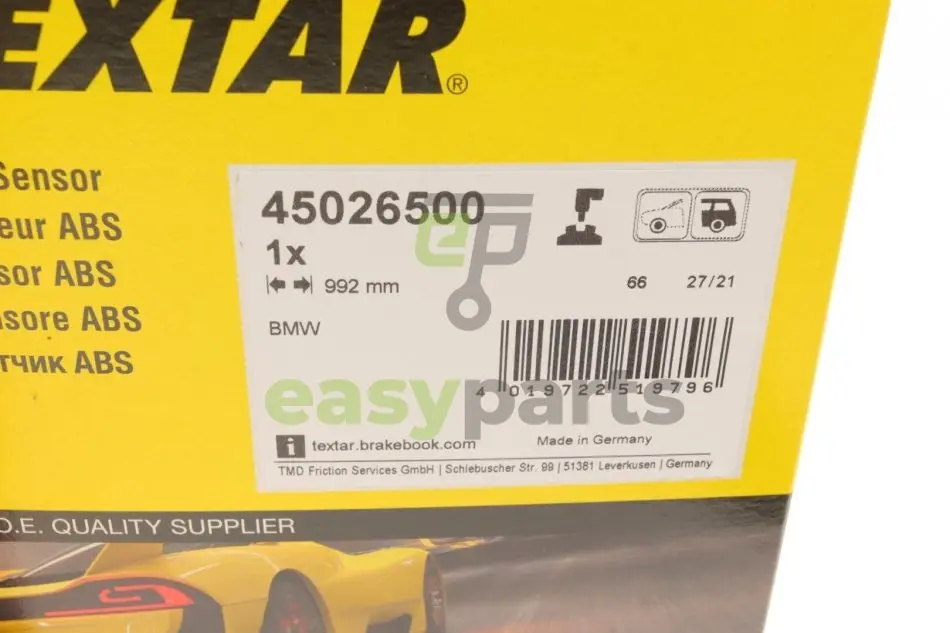 EXTAR®
Sensor
eur ABS
sor ABS
sore ABS
тчик ABS
45026500
1x
992 mm
66 27/21
BMW
4 019722 519796
ep
easyparts
i textar.brakebook.com
Made in Germany
TMD Friction Services GmbH | Schlebuscher Str. 99 | 51381 Leverkusen | Germany
O.E. QUALITY SUPPLIER